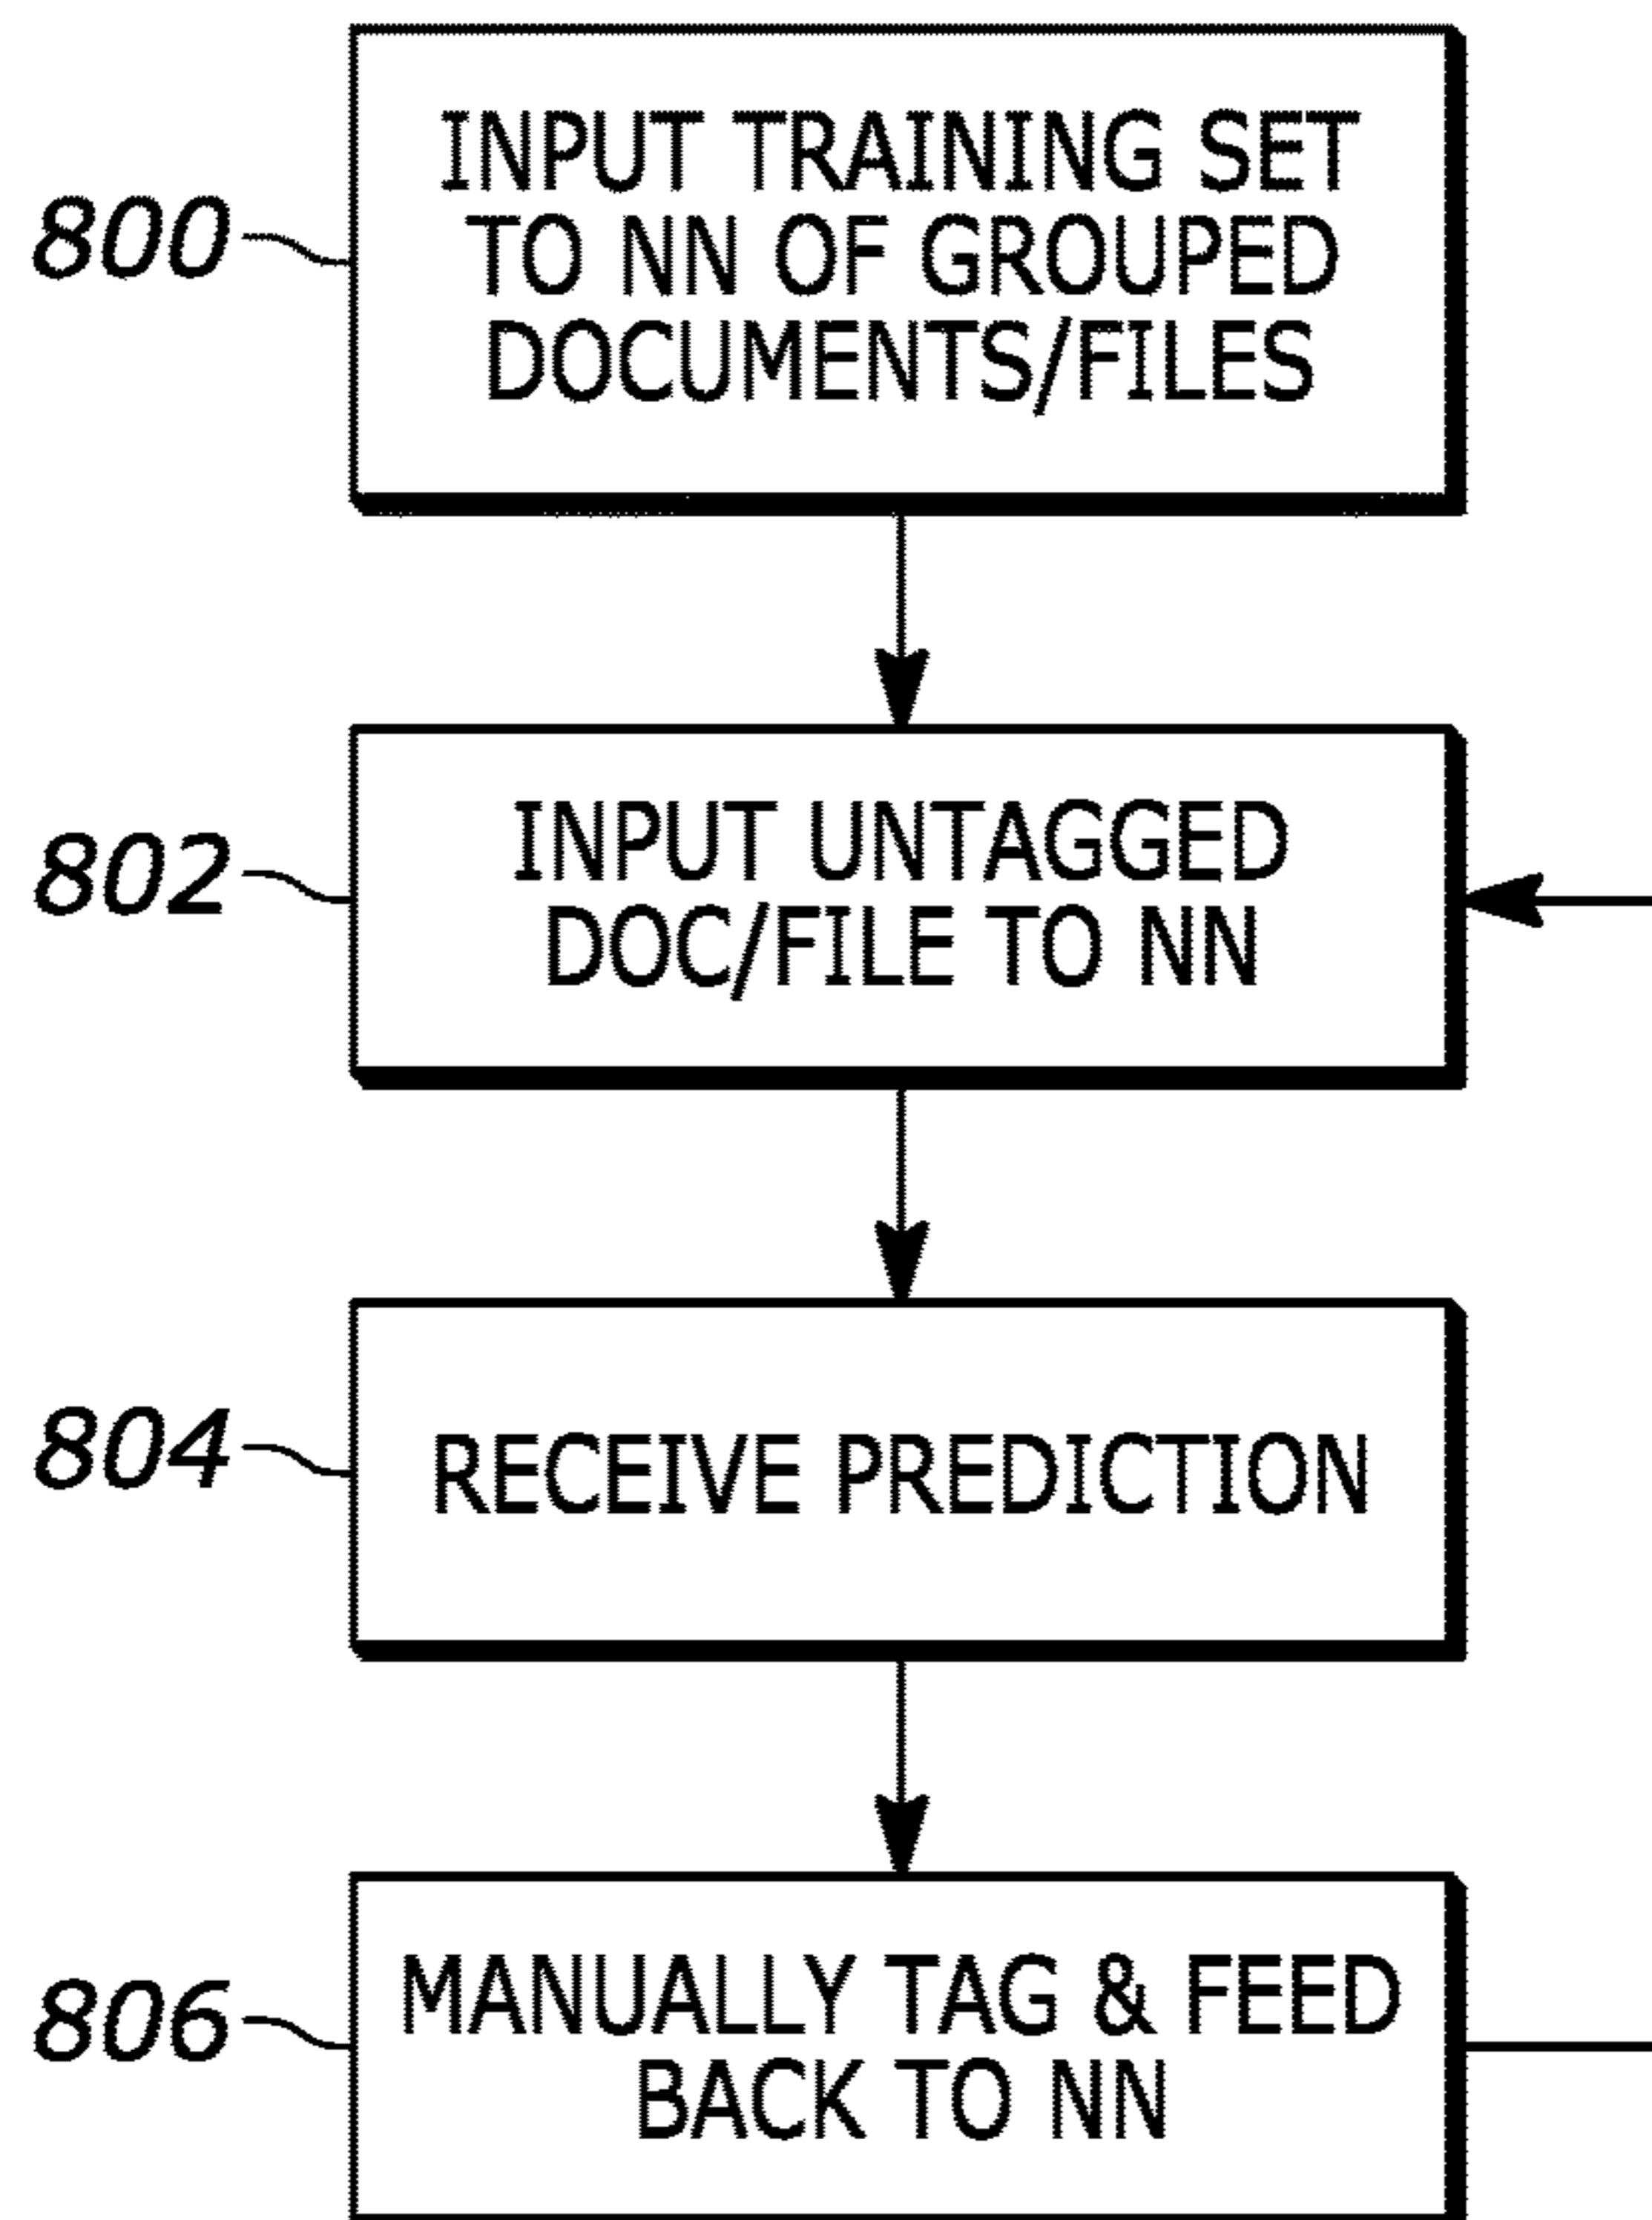 800
INPUT TRAINING SET
TO NN OF GROUPED
DOCUMENTS/FILES
802
INPUT UNTAGGED
DOC/FILE TO NN
804
RECEIVE PREDICTION
806
MANUALLY TAG & FEED
BACK TO NN